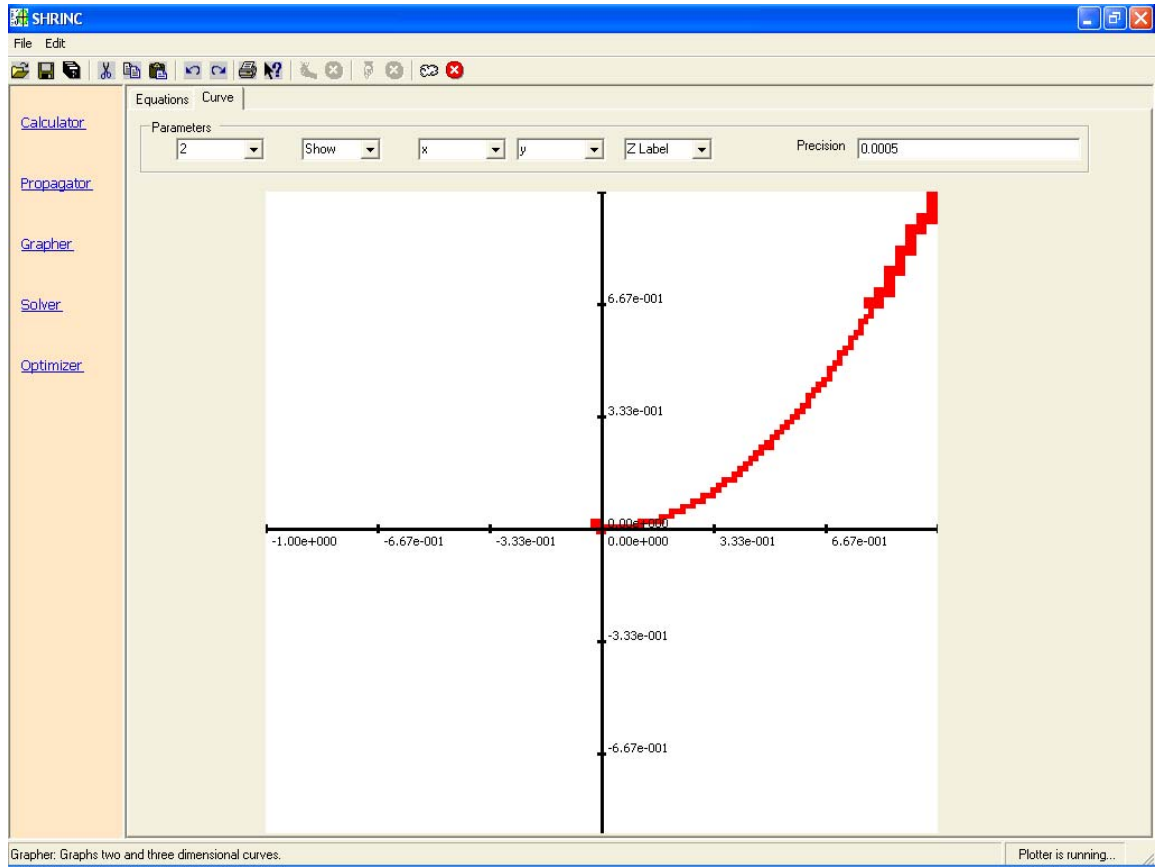 SHRINC
File Edit
Equations Curve
Calculator
Propagator
Grapher
Solver
Optimizer
Parameters
2 Show x y Z Label Precision 0.0005
6.67e-001
3.33e-001
0.00e+000
-1.00e+000 -6.67e-001 -3.33e-001 0.00e+000 3.33e-001 6.67e-001
-3.33e-001
-6.67e-001
Grapher: Graphs two and three dimensional curves. Plotter is running...